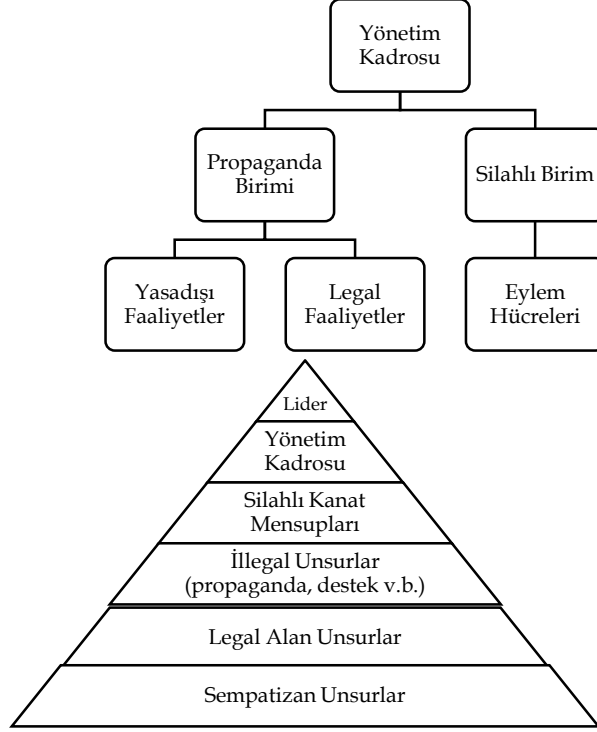 Yönetim
Kadrosu
Propaganda
Birimi
Silahlı Birim
Yasadışı
Faaliyetler
Legal
Faaliyetler
Eylem
Hücreleri
Lider
Yönetim
Kadrosu
Silahlı Kanat
Mensupları
İllegal Unsurlar
(propaganda, destek v.b.)
Legal Alan Unsurlar
Sempatizan Unsurlar